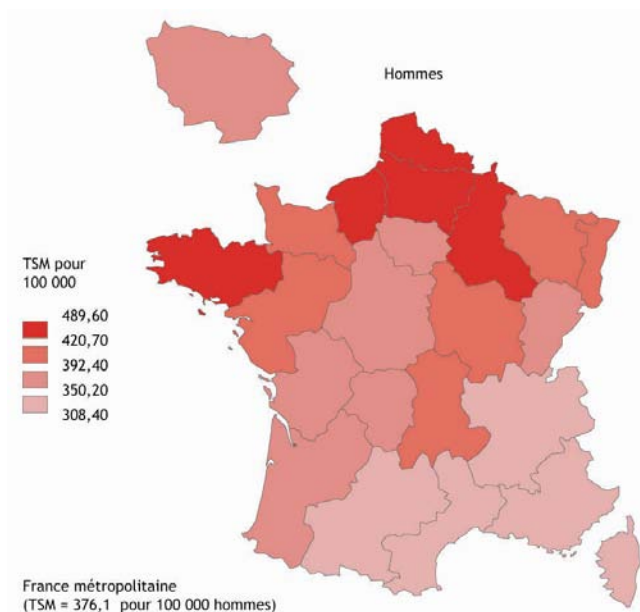 Hommes
TSM pour
100 000
489,60
420,70
392,40
350,20
308,40
France métropolitaine
(TSM = 376,1 pour 100 000 hommes)